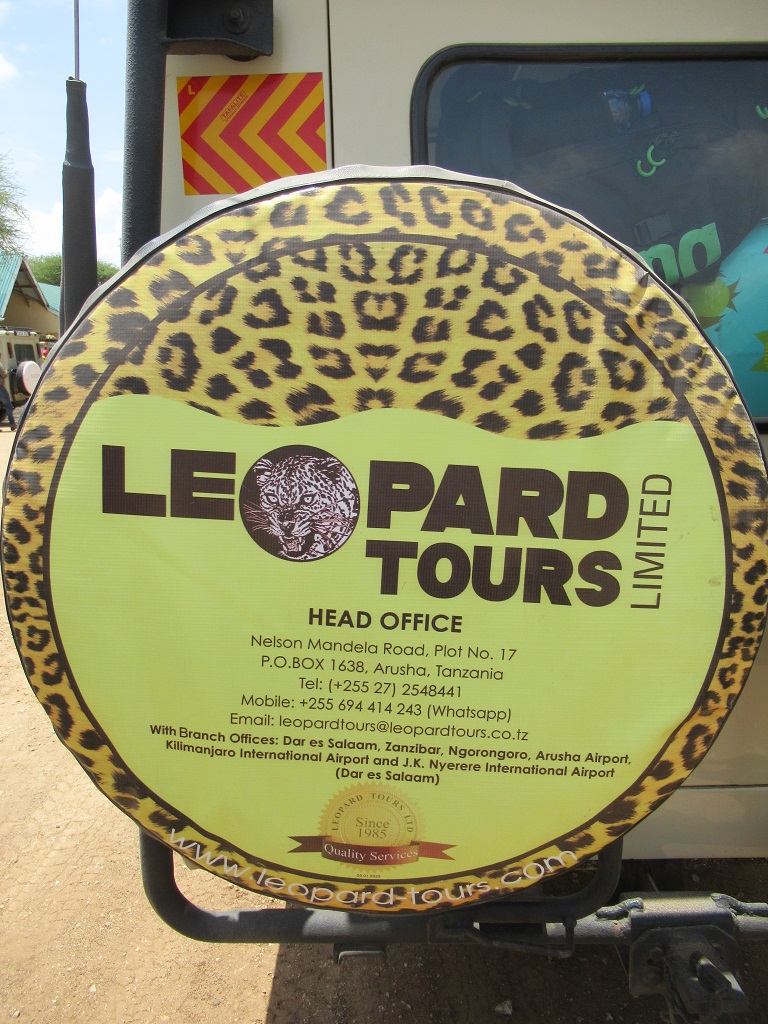 L
LEOPARD
TOURS
LIMITED
HEAD OFFICE
Nelson Mandela Road, Plot No. 17
P.O.BOX 1638, Arusha, Tanzania
Tel: (+255 27) 2548441
Mobile: +255 694 414 243 (Whatsapp)
Email: leopardtours@leopardtours.co.tz
With Branch Offices: Dar es Salaam, Zanzibar, Ngorongoro, Arusha Airport,
Kilimanjaro International Airport and J.K. Nyerere International Airport
(Dar es Salaam)
LEOPARD TOURS LTD
Since
1985
Quality Services
www.leopard-tours.com